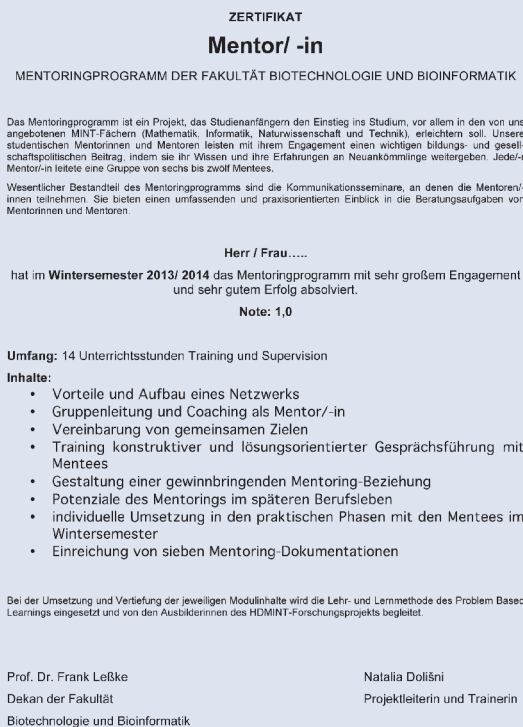 ZERTIFIKAT
Mentor/ -in
MENTORINGPROGRAMM DER FAKULTÄT BIOTECHNOLOGIE UND BIOINFORMATIK
Das Mentoringprogramm ist ein Projekt, das Studienanfängern den Einstieg ins Studium, vor allem in den von uns
angebotenen MINT-Fächern (Mathematik, Informatik, Naturwissenschaft und Technik), erleichtern soll. Unsere
studentischen Mentorinnen und Mentoren leisten mit ihrem Engagement einen wichtigen bildungs- und gesell-
schaftspolitischen Beitrag, indem sie ihr Wissen und ihre Erfahrungen an Neuankömmlinge weitergeben. Jede/-r
Mentor/-in leitete eine Gruppe von sechs bis zwölf Mentees.
Wesentlicher Bestandteil des Mentoringprogramms sind die Kommunikationsseminare, an denen die Mentoren/-
innen teilnehmen. Sie bieten einen umfassenden und praxisorientierten Einblick in die Beratungsaufgaben von
Mentorinnen und Mentoren.
Herr / Frau…..
hat im Wintersemester 2013/ 2014 das Mentoringprogramm mit sehr großem Engagement
und sehr gutem Erfolg absolviert.
Note: 1,0
Umfang: 14 Unterrichtsstunden Training und Supervision
Inhalte:
• Vorteile und Aufbau eines Netzwerks
• Gruppenleitung und Coaching als Mentor/-in
• Vereinbarung von gemeinsamen Zielen
• Training konstruktiver und lösungsorientierter Gesprächsführung mit
Mentees
• Gestaltung einer gewinnbringenden Mentoring-Beziehung
• Potenziale des Mentorings im späteren Berufsleben
• individuelle Umsetzung in den praktischen Phasen mit den Mentees im
Wintersemester
• Einreichung von sieben Mentoring-Dokumentationen
Bei der Umsetzung und Vertiefung der jeweiligen Modulinhalte wird die Lehr- und Lernmethode des Problem Based
Learnings eingesetzt und von den Ausbilderinnen des HDMINT-Forschungsprojekts begleitet.
Prof. Dr. Frank Leßke Natalia Dolišni
Dekan der Fakultät Projektleiterin und Trainerin
Biotechnologie und Bioinformatik